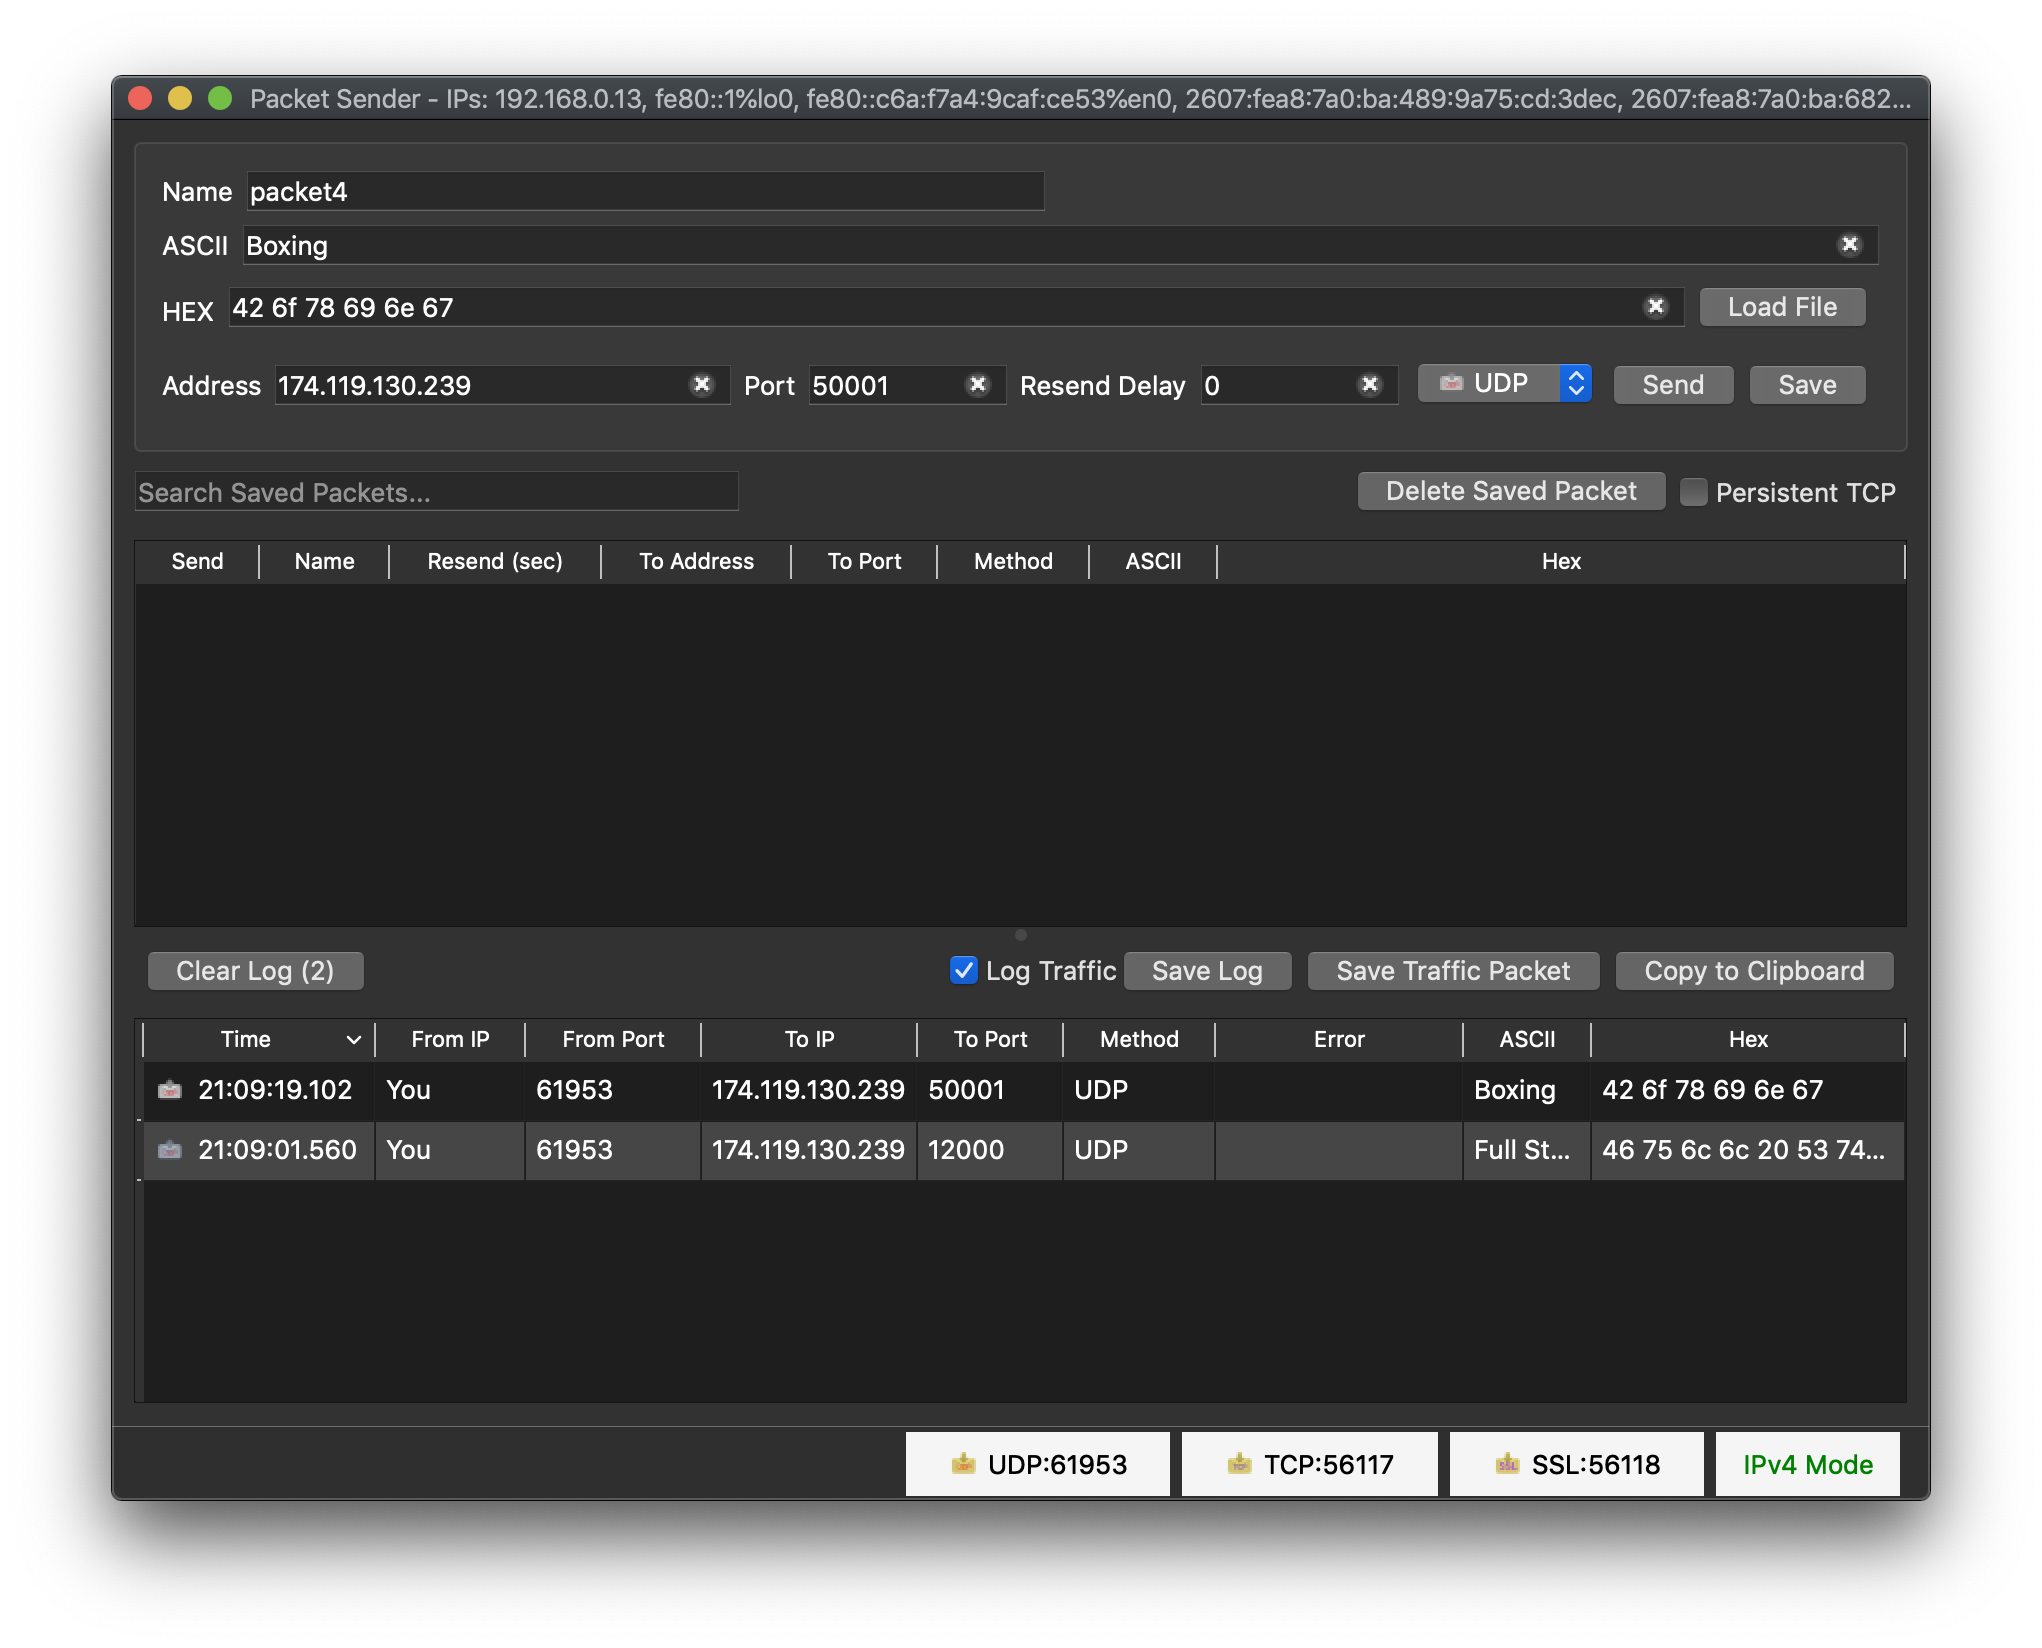 Packet Sender - IPs: 192.168.0.13, fe80::1%lo0, fe80::c6a:f7a4:9caf:ce53%en0, 2607:fea8:7a0:ba:489:9a75:cd:3dec, 2607:fea8:7a0:ba:682...
Name packet4
ASCII Boxing
HEX 42 6f 78 69 6e 67 Load File
Address 174.119.130.239 Port 50001 Resend Delay 0 UDP Send Save
Search Saved Packets... Delete Saved Packet Persistent TCP
Send Name Resend (sec) To Address To Port Method ASCII Hex
Clear Log (2) Log Traffic Save Log Save Traffic Packet Copy to Clipboard
Time From IP From Port To IP To Port Method Error ASCII Hex
21:09:19.102 You 61953 174.119.130.239 50001 UDP Boxing 42 6f 78 69 6e 67
21:09:01.560 You 61953 174.119.130.239 12000 UDP Full St... 46 75 6c 6c 20 53 74...
UDP:61953 TCP:56117 SSL:56118 IPv4 Mode